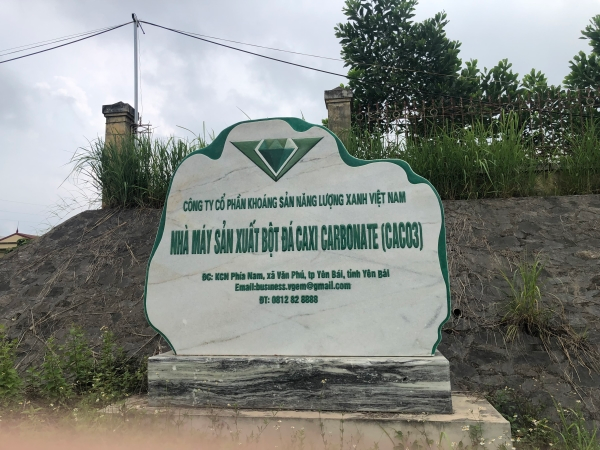 CÔNG TY CỔ PHẦN KHOÁNG SẢN NĂNG LƯỢNG XANH VIỆT NAM
NHÀ MÁY SẢN XUẤT BỘT ĐÁ CAXI CARBONATE (CACO3)
ĐC: KCN Phía Nam, xã Văn Phú, tp Yên Bái, tỉnh Yên Bái
Email:business.vgem@gmail.com
ĐT: 0812 82 8888